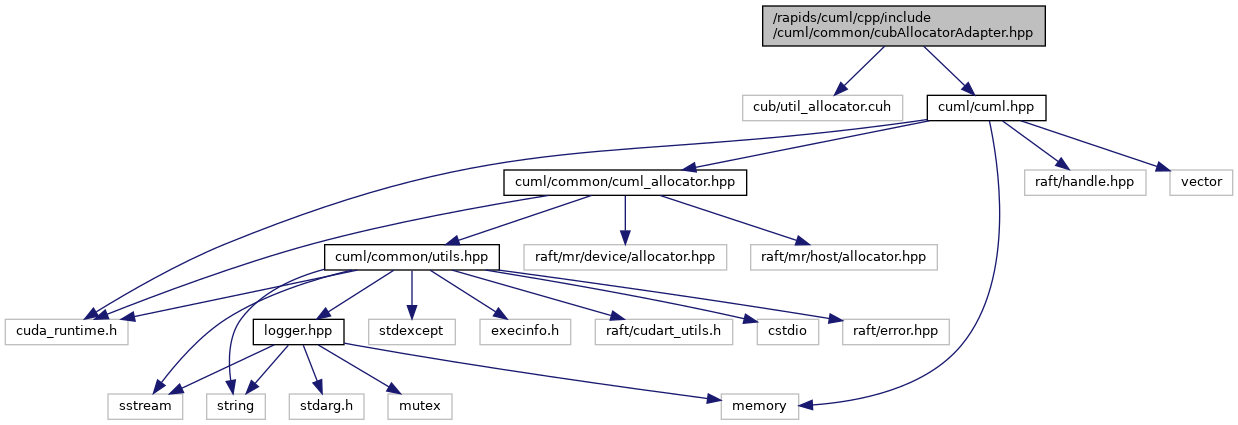 /rapids/cuml/cpp/include
/cuml/common/cubAllocatorAdapter.hpp
cub/util_allocator.cuh
cuml/cuml.hpp
cuml/common/cuml_allocator.hpp
raft/handle.hpp
vector
cuml/common/utils.hpp
raft/mr/device/allocator.hpp
raft/mr/host/allocator.hpp
cuda_runtime.h
logger.hpp
stdexcept
execinfo.h
raft/cudart_utils.h
cstdio
raft/error.hpp
sstream
string
stdarg.h
mutex
memory